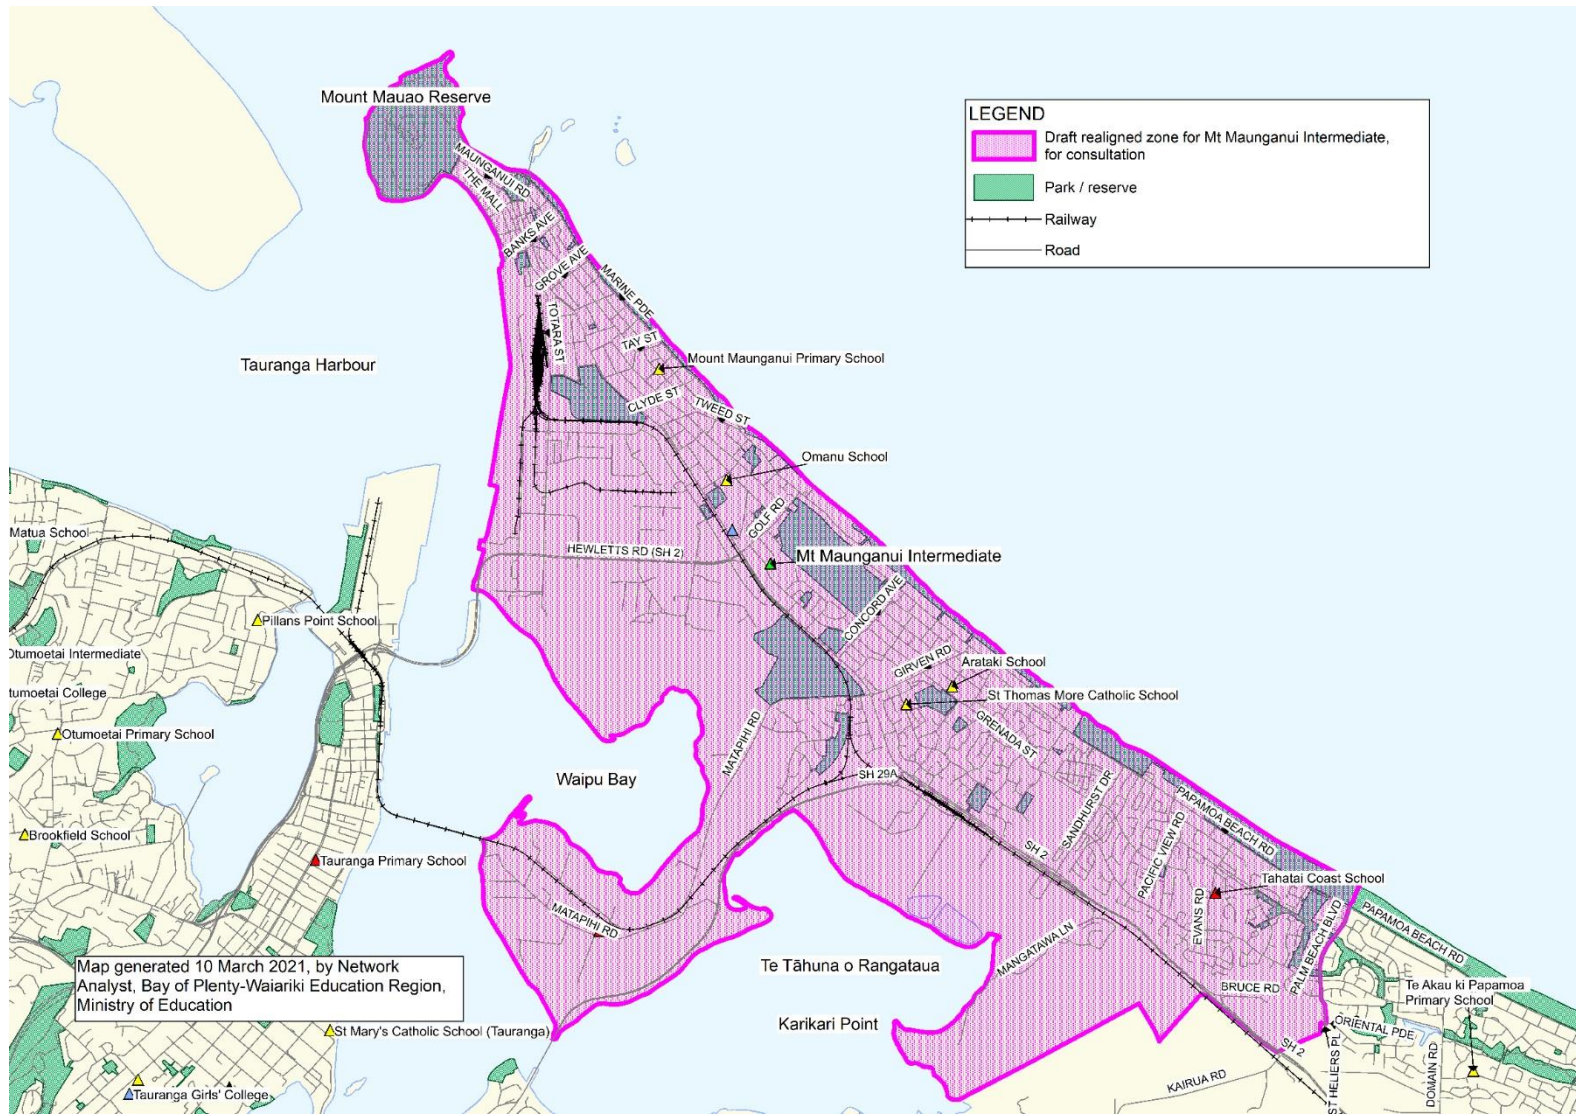 Mount Mauao Reserve
LEGEND
Draft realigned zone for Mt Maunganui Intermediate,
for consultation
Park / reserve
Railway
Road
MAUNGANUI RD
THE MALL
BANKS AVE
GROVE AVE
MARINE PDE
TOTARA ST
TAY ST
Mount Maunganui Primary School
Tauranga Harbour
CLYDE ST
TWEED ST
Omanu School
GOLF RD
Matua School
HEWLETTS RD (SH 2)
Mt Maunganui Intermediate
CONCORD AVE
Pillans Point School
Otumoetai Intermediate
GIRVEN RD
Arataki School
St Thomas More Catholic School
tumoetai College
GRENADA ST
Otumoetai Primary School
MATAPIHI RD
Waipu Bay
SH 29A
SANDHURST DR
PAPAMOA BEACH RD
PACIFIC VIEW RD
Brookfield School
SH 2
Tauranga Primary School
Tahatai Coast School
EVANS RD
PALM BEACH BLVD
PAPAMOA BEACH RD
MATAPIHI RD
MANGATAWA LN
Map generated 10 March 2021, by Network
Analyst, Bay of Plenty-Waiariki Education Region,
Ministry of Education
Te Tāhuna o Rangataua
BRUCE RD
Te Akau ki Papamoa
Primary School
Karikari Point
St Mary's Catholic School (Tauranga)
ORIENTAL PDE
SH 2
ST HELIERS PL
DOMAIN RD
KAIRUA RD
Tauranga Girls' College